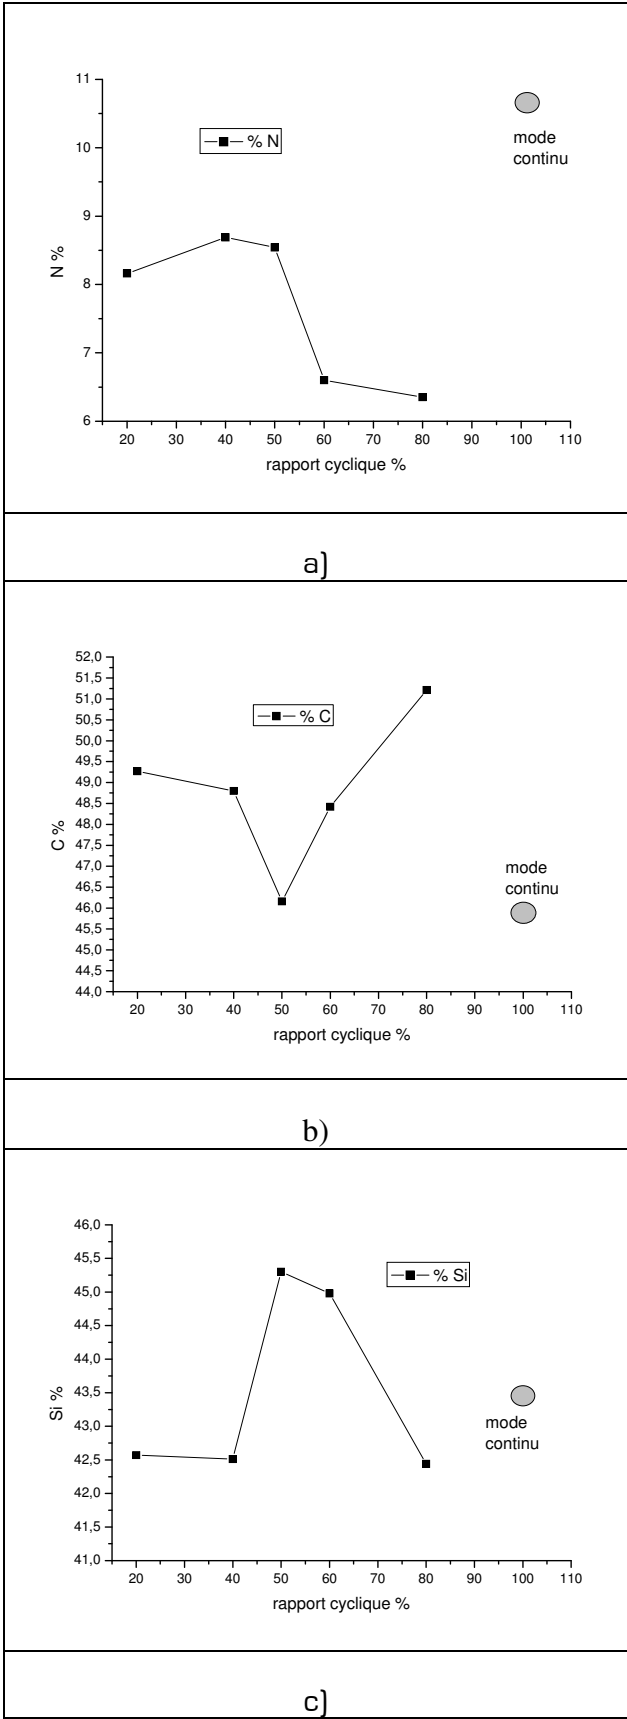 11
10
9
8
7
6
N %
% N
mode
continu
20 30 40 50 60 70 80 90 100 110
rapport cyclique %
a)
52,0
51,5
51,0
50,5
50,0
49,5
49,0
48,5
48,0
47,5
47,0
46,5
46,0
45,5
45,0
44,5
44,0
C %
% C
mode
continu
20 30 40 50 60 70 80 90 100 110
rapport cyclique %
b)
46,0
45,5
45,0
44,5
44,0
43,5
43,0
42,5
42,0
41,5
41,0
Si %
% Si
mode
continu
20 30 40 50 60 70 80 90 100 110
rapport cyclique %
c)